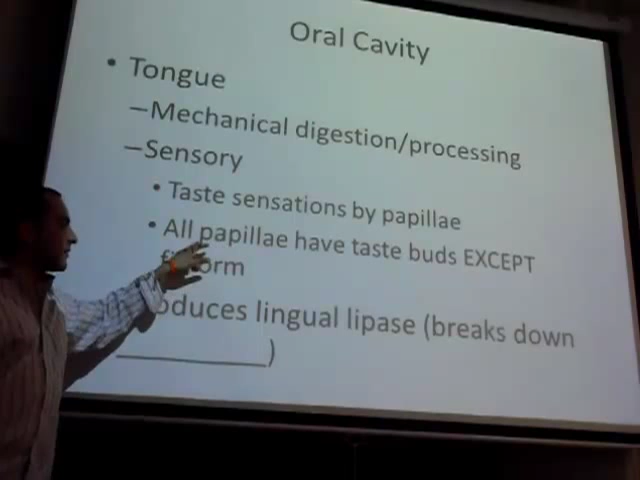 Oral Cavity
• Tongue
–Mechanical digestion/processing
–Sensory
• Taste sensations by papillae
• All papillae have taste buds EXCEPT
lingual lipase (breaks down
__________)